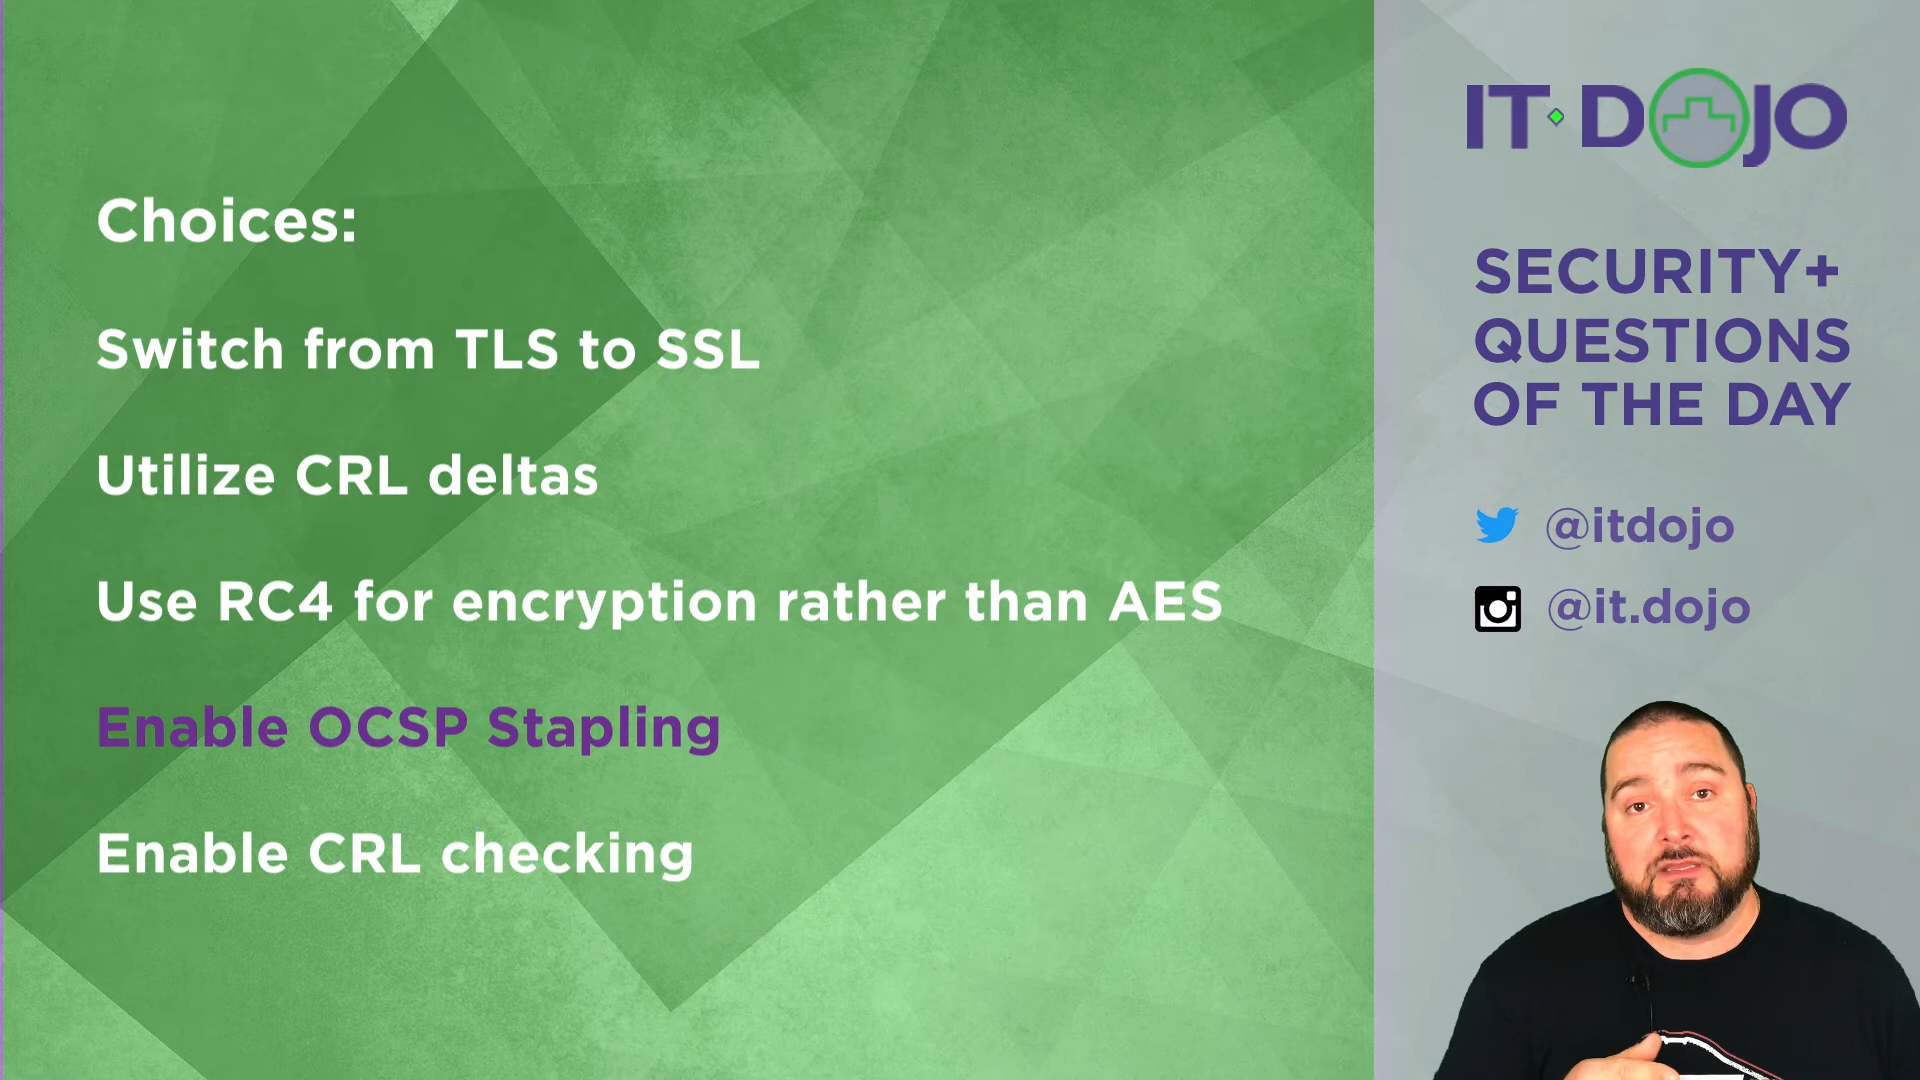 Choices:
Switch from TLS to SSL
Utilize CRL deltas
Use RC4 for encryption rather than AES
Enable OCSP Stapling
Enable CRL checking
IT DOJO
SECURITY+
QUESTIONS
OF THE DAY
@itdojo
@it.dojo